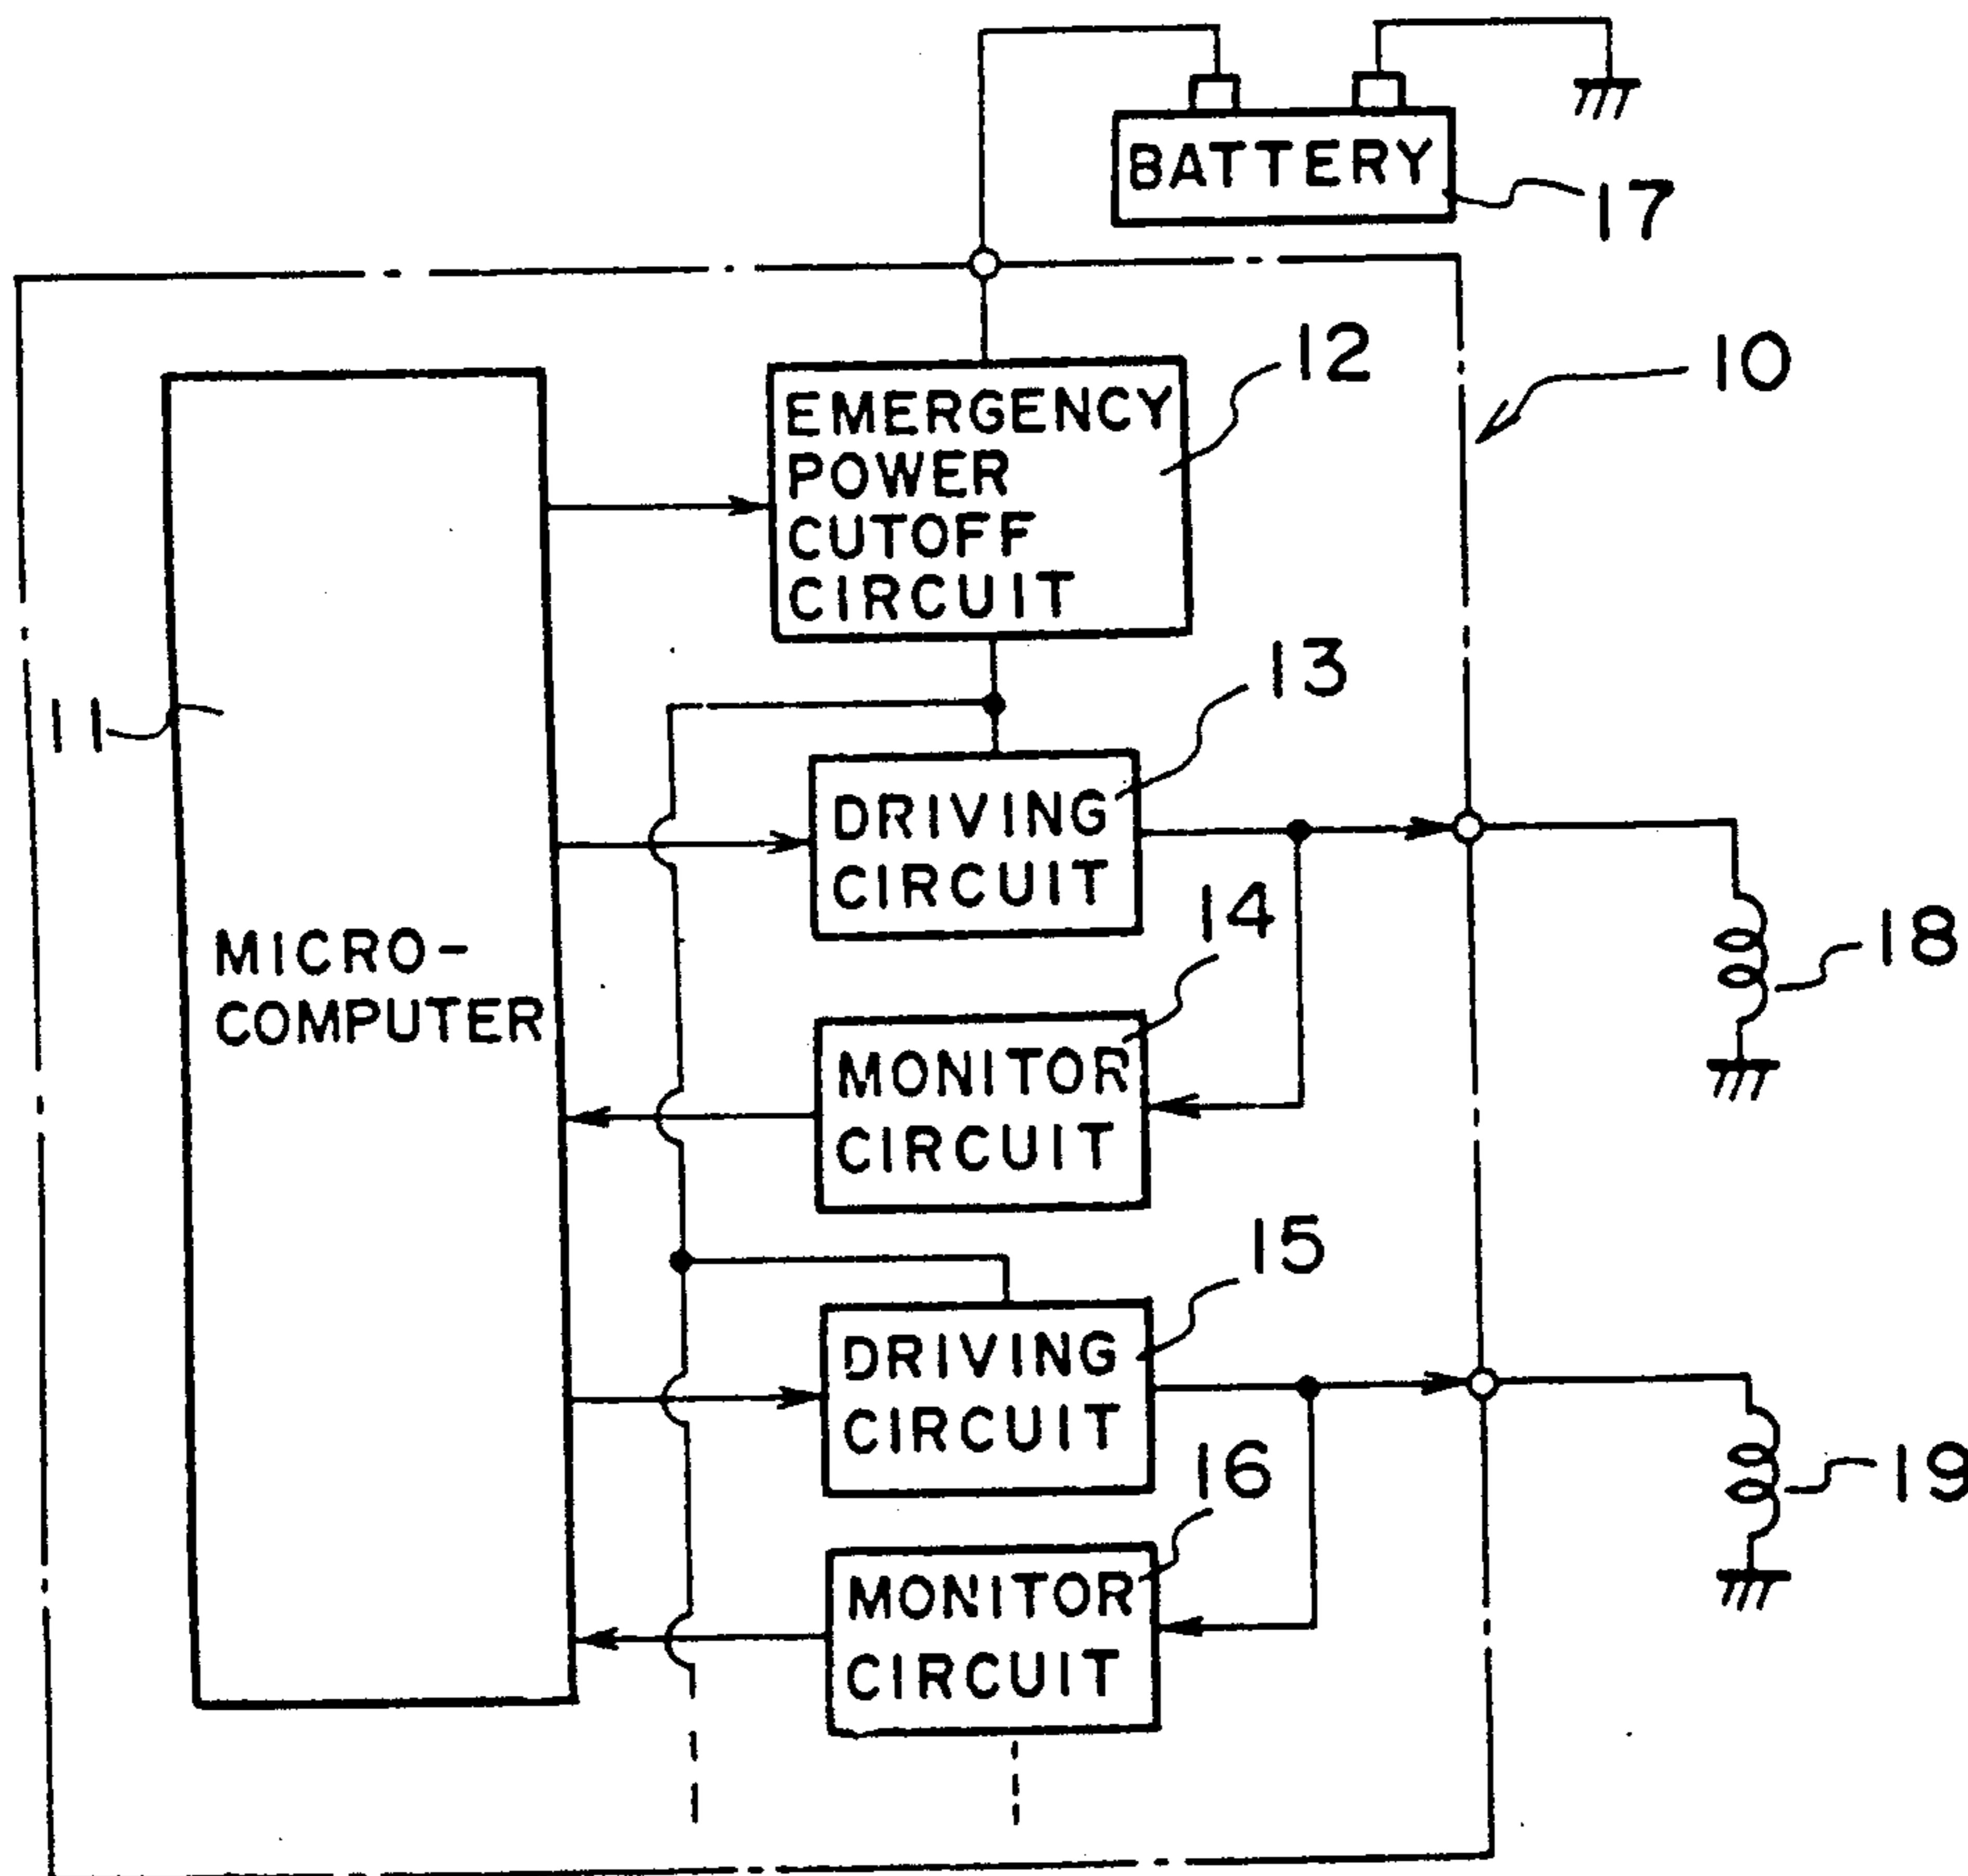 BATTERY
17
12
10
EMERGENCY
POWER
CUTOFF
CIRCUIT
13
11
DRIVING
CIRCUIT
14
18
MICRO-
COMPUTER
MONITOR
CIRCUIT
15
DRIVING
CIRCUIT
16
19
MONITOR
CIRCUIT